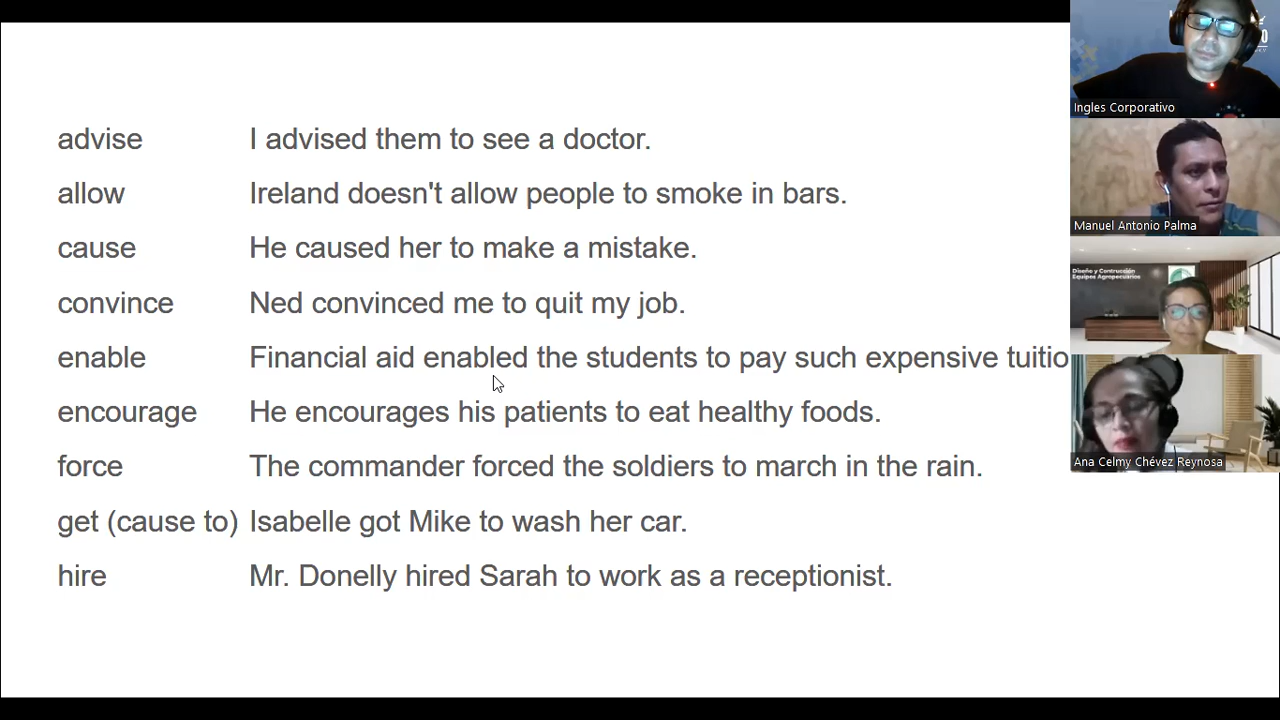 advise I advised them to see a doctor.
allow Ireland doesn't allow people to smoke in bars.
cause He caused her to make a mistake.
convince Ned convinced me to quit my job.
enable Financial aid enabled the students to pay such expensive tuitio
encourage He encourages his patients to eat healthy foods.
force The commander forced the soldiers to march in the rain.
get (cause to) Isabelle got Mike to wash her car.
hire Mr. Donelly hired Sarah to work as a receptionist.
Ingles Corporativo
Manuel Antonio Palma
Diseño y Contrucción
Equipos Agropecuarios
Ana Celmy Chévez Reynosa